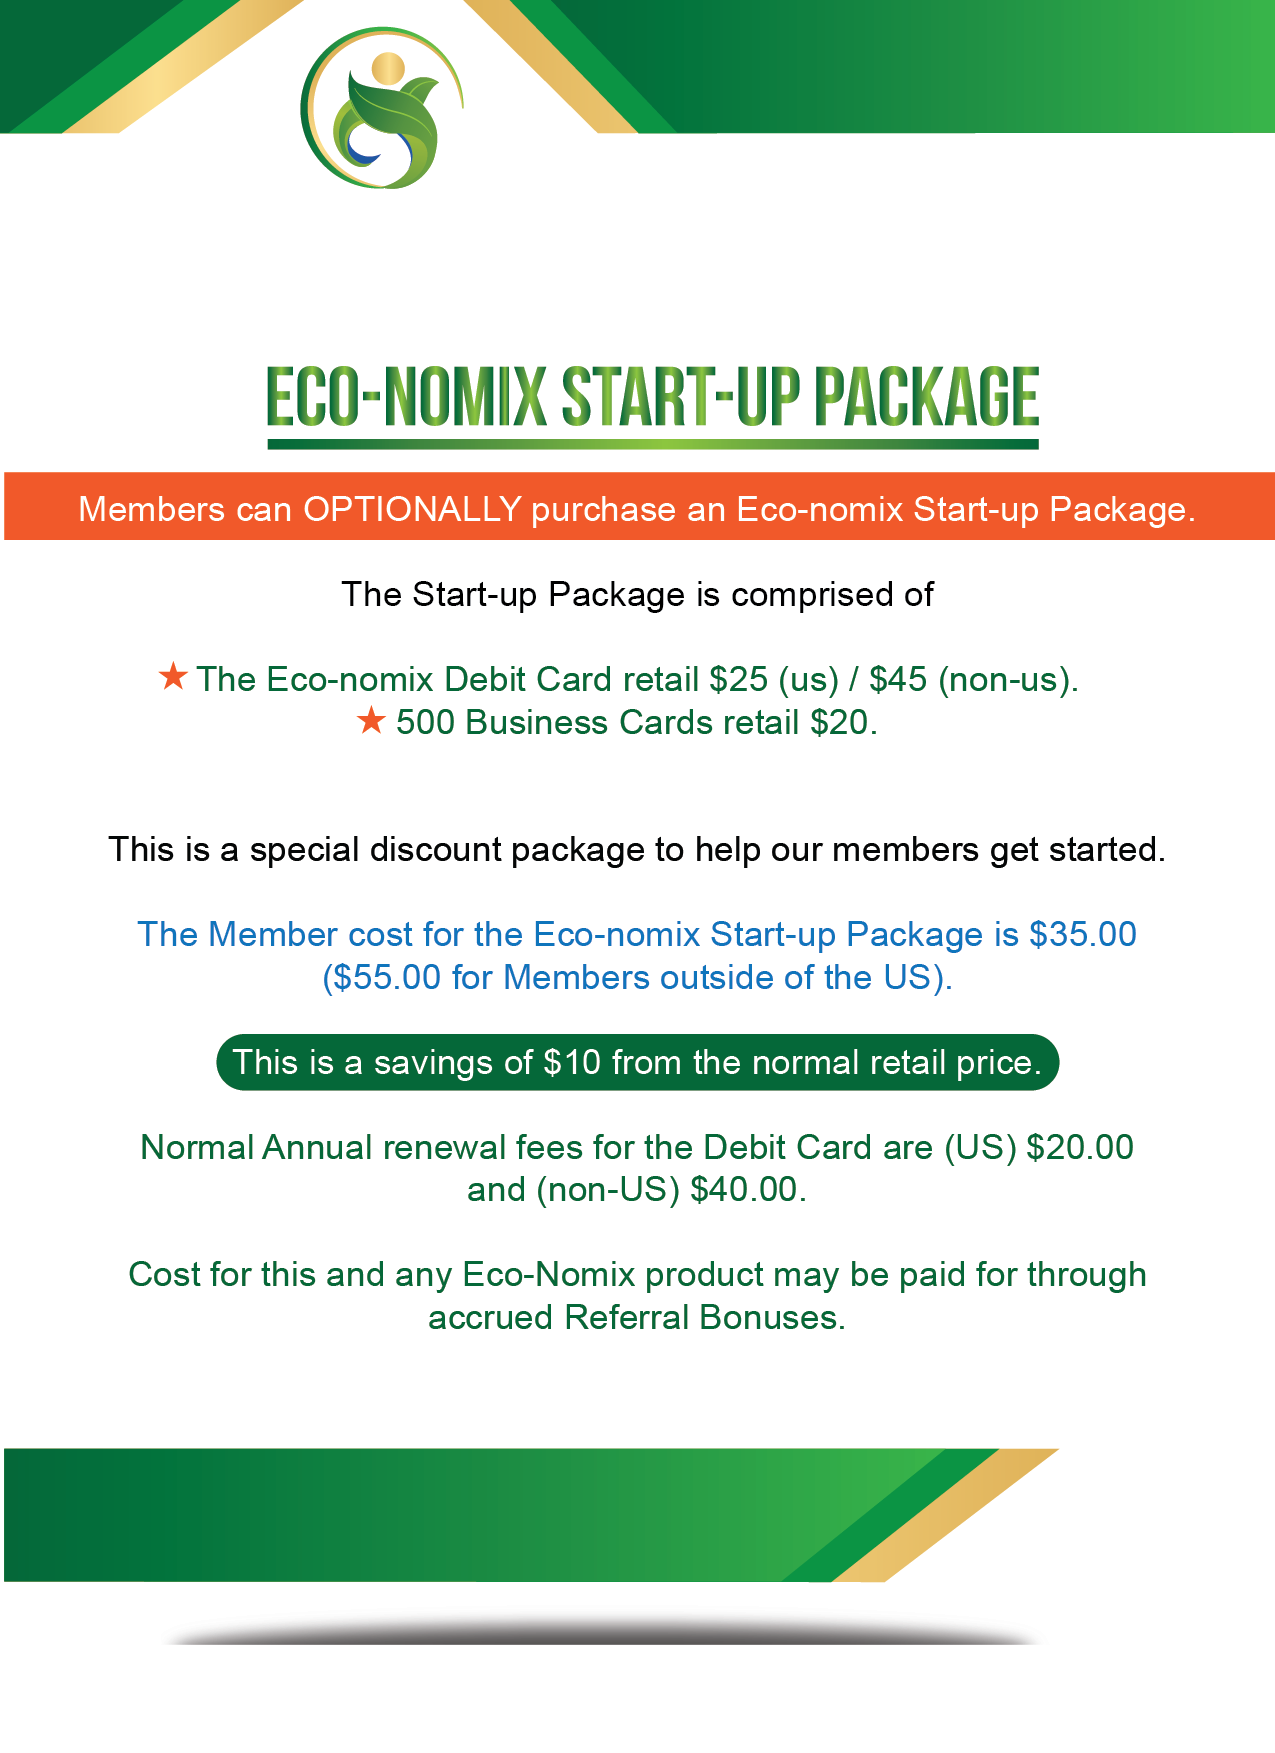 ECO-NOMIX START-UP PACKAGE
Members can OPTIONALLY purchase an Eco-nomix Start-up Package.
The Start-up Package is comprised of
The Eco-nomix Debit Card retail $25 (us) / $45 (non-us).
500 Business Cards retail $20.
This is a special discount package to help our members get started.
The Member cost for the Eco-nomix Start-up Package is $35.00
($55.00 for Members outside of the US).
This is a savings of $10 from the normal retail price.
Normal Annual renewal fees for the Debit Card are (US) $20.00
and (non-US) $40.00.
Cost for this and any Eco-Nomix product may be paid for through
accrued Referral Bonuses.